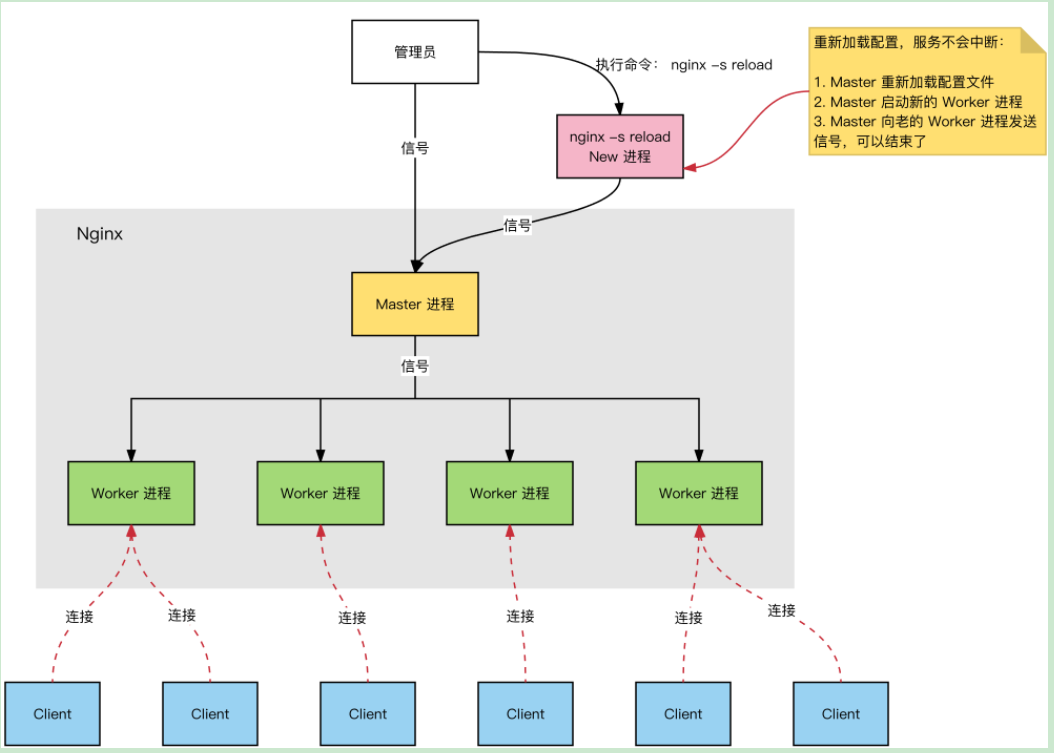 管理员
执行命令： nginx -s reload
重新加载配置，服务不会中断：
1. Master 重新加载配置文件
2. Master 启动新的 Worker 进程
3. Master 向老的 Worker 进程发送
信号，可以结束了
nginx -s reload
New 进程
信号
信号
Nginx
Master 进程
信号
Worker 进程
Worker 进程
Worker 进程
Worker 进程
连接
连接
连接
连接
连接
连接
Client
Client
Client
Client
Client
Client